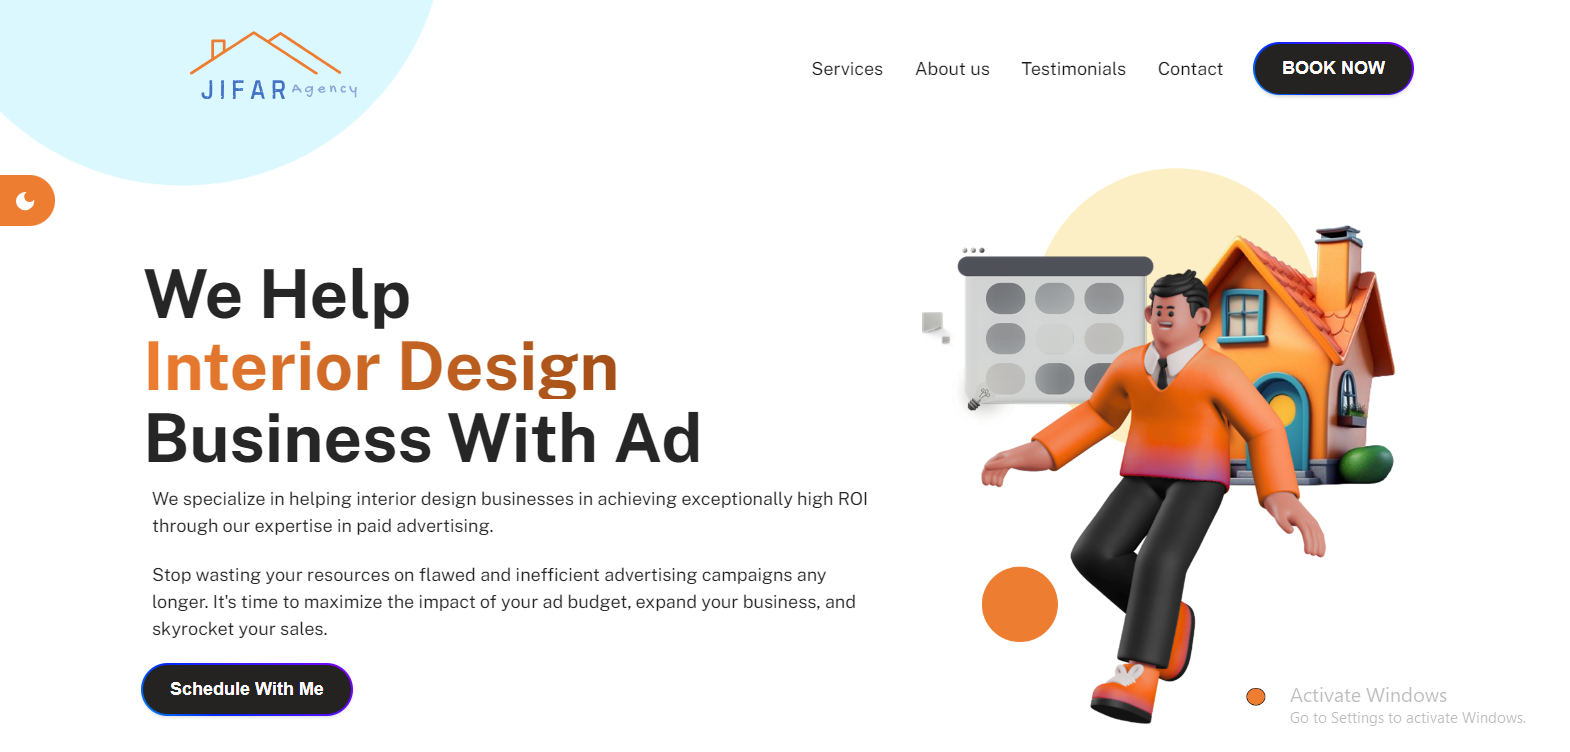 JIFAR Agency
Services
About us
Testimonials
Contact
BOOK NOW
We Help
Interior Design
Business With Ad
We specialize in helping interior design businesses in achieving exceptionally high ROI
through our expertise in paid advertising.
Stop wasting your resources on flawed and inefficient advertising campaigns any
longer. It's time to maximize the impact of your ad budget, expand your business, and
skyrocket your sales.
Schedule With Me
Activate Windows
Go to Settings to activate Windows.